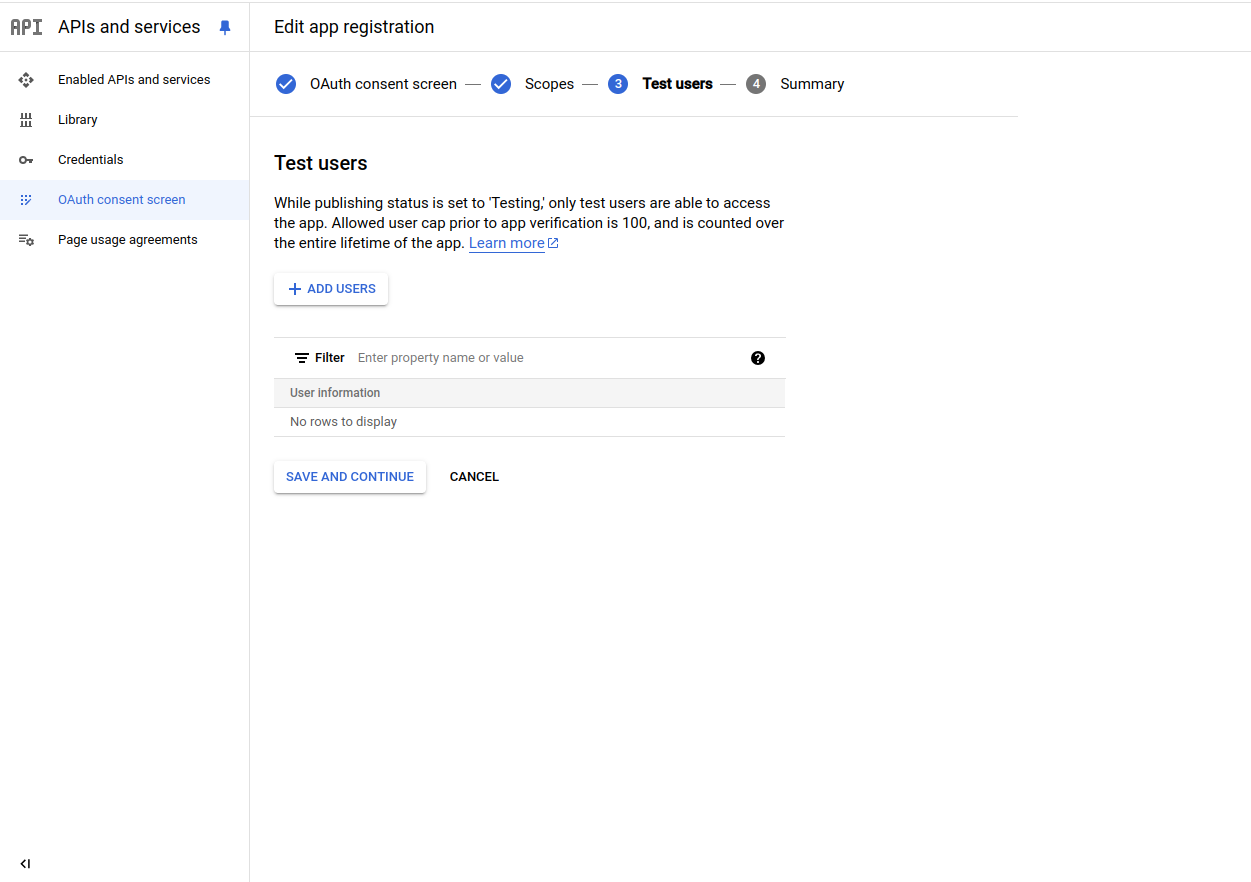 API APIs and services
Edit app registration
Enabled APIs and services
Library
Credentials
OAuth consent screen
Page usage agreements
OAuth consent screen — Scopes — 3 Test users — 4 Summary
Test users
While publishing status is set to 'Testing,' only test users are able to access
the app. Allowed user cap prior to app verification is 100, and is counted over
the entire lifetime of the app. Learn more
ADD USERS
Filter Enter property name or value
User information
No rows to display
SAVE AND CONTINUE CANCEL